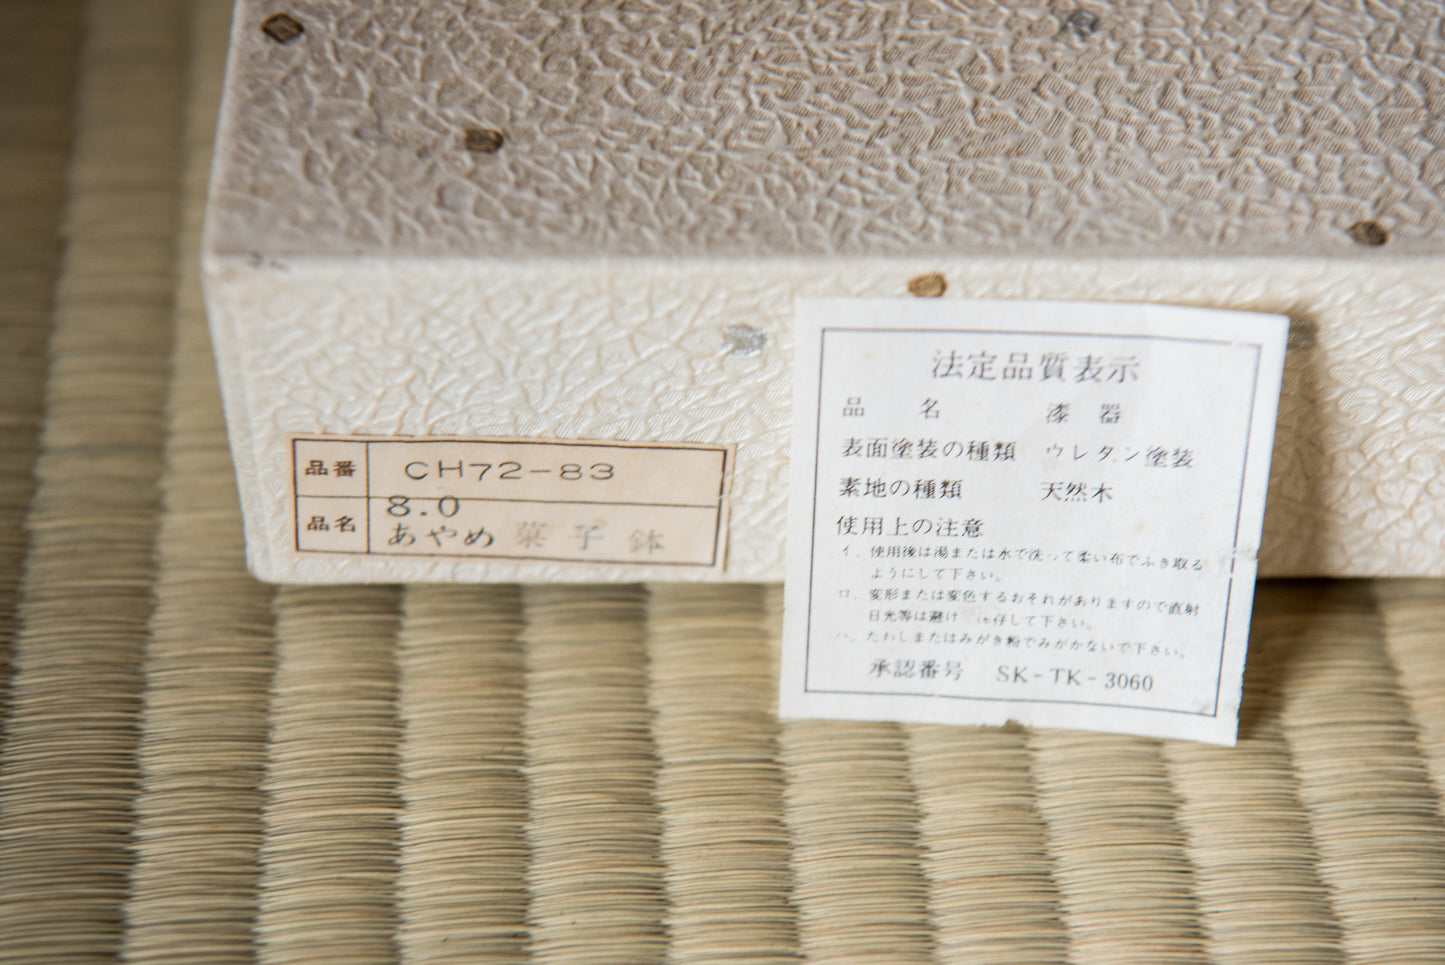 品番 CH72-83
品名 8.0
あやめ 菓子鉢
法定品質表示
品名 漆器
表面塗装の種類 ウレタン塗装
素地の種類 天然木
使用上の注意
イ. 使用後は湯または水で洗って柔い布でふき取る
ようにして下さい。
ロ. 変形または変色するおそれがありますので直射
日光等は避け 保存して下さい。
ハ. たわしまたはみがき粉でみがかないで下さい。
承認番号 SK-TK-3060